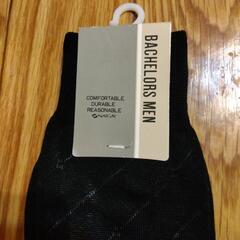 BACHELORS MEN
COMFORTABLE
DURABLE
REASONABLE